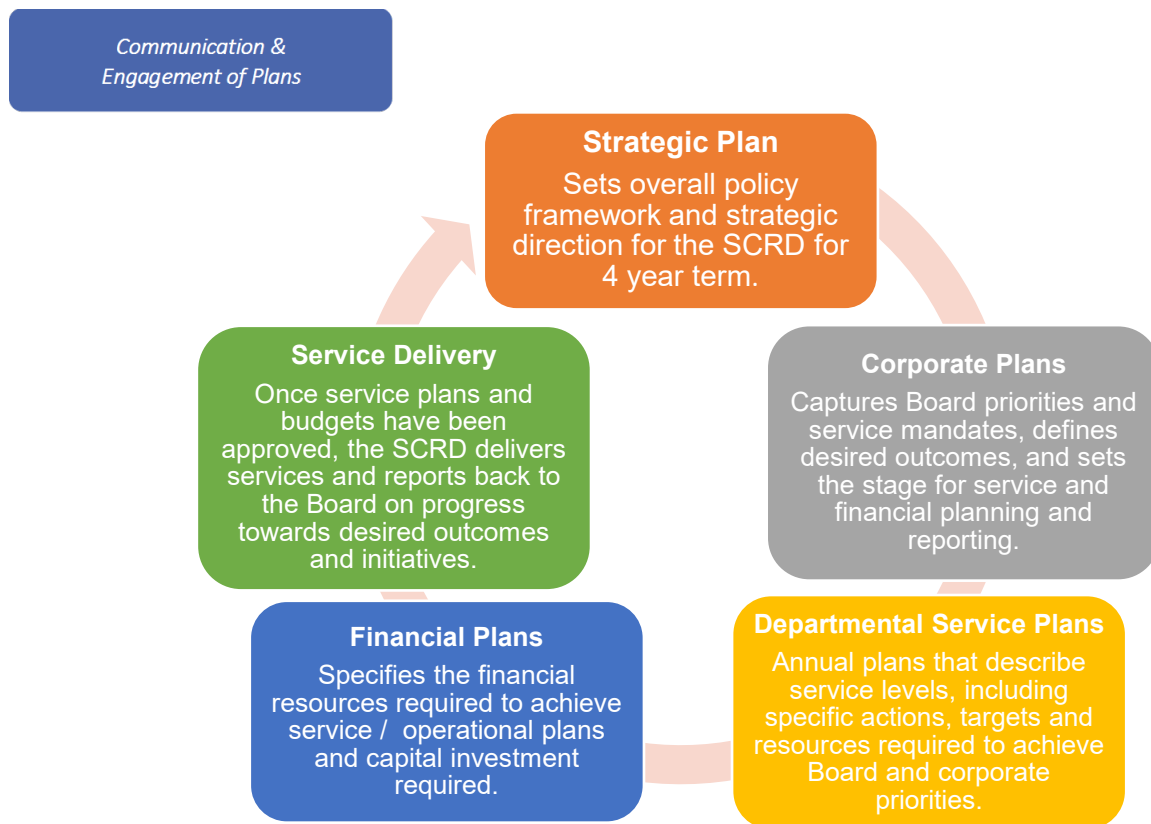 Communication &
Engagement of Plans
Strategic Plan
Sets overall policy
framework and strategic
direction for the SCRD for
4 year term.
Corporate Plans
Captures Board priorities and
service mandates, defines
desired outcomes, and sets
the stage for service and
financial planning and
reporting.
Departmental Service Plans
Annual plans that describe
service levels, including
specific actions, targets and
resources required to achieve
Board and corporate
priorities.
Financial Plans
Specifies the financial
resources required to achieve
service / operational plans
and capital investment
required.
Service Delivery
Once service plans and
budgets have been
approved, the SCRD delivers
services and reports back to
the Board on progress
towards desired outcomes
and initiatives.